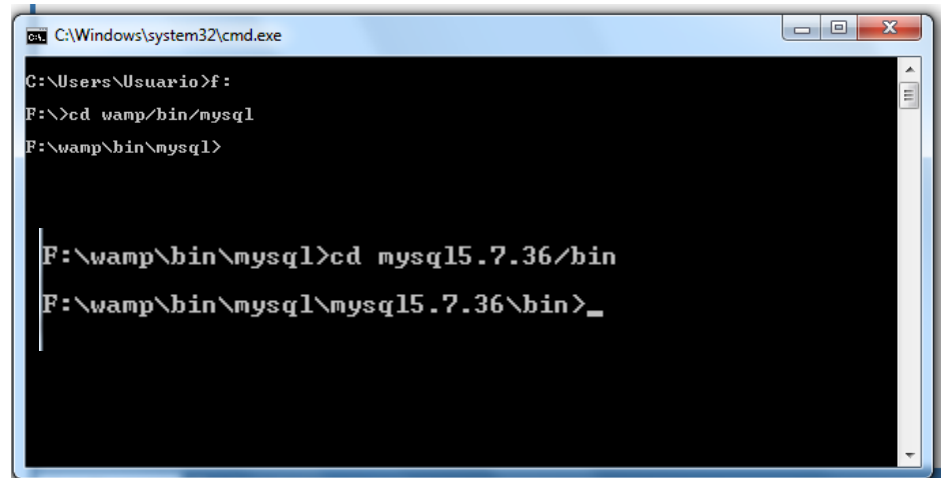 C:\Windows\system32\cmd.exe
C:\Users\Usuario>f:
F:\>cd wamp/bin/mysql
F:\wamp\bin\mysql>
F:\wamp\bin\mysql>cd mysql5.7.36/bin
F:\wamp\bin\mysql\mysql5.7.36\bin>_